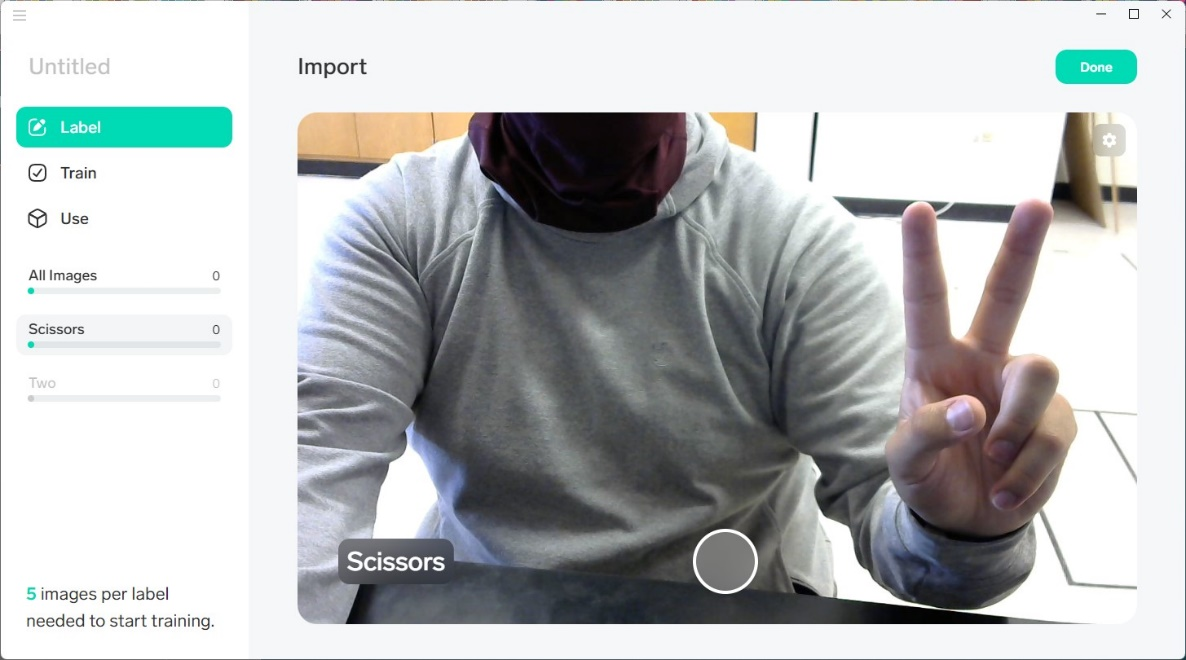 Untitled
Import
Done
Label
Train
Use
All Images 0
Scissors 0
Two 0
Scissors
5 images per label
needed to start training.